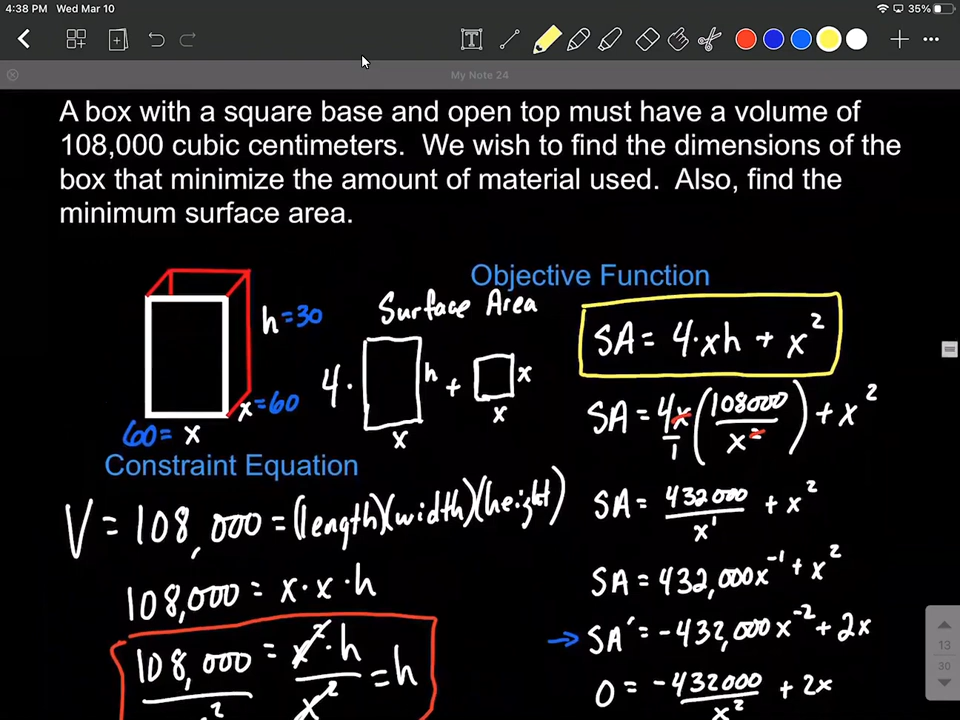 4:38 PM Wed Mar 10
35%
My Note 24
A box with a square base and open top must have a volume of
108,000 cubic centimeters. We wish to find the dimensions of the
box that minimize the amount of material used. Also, find the
minimum surface area.
Objective Function
Surface Area
SA = 4·xh + x²
h = 30
4 · h + x
x x
x = 60
60 = x
SA = 4x/1 (108000/x²) + x²
Constraint Equation
SA = 432000/x¹ + x²
V = 108,000 = (length)(width)(height)
SA = 432,000x⁻¹ + x²
108,000 = x · x · h
→ SA' = -432,000x⁻² + 2x
108,000/x² = x² · h/x² = h
0 = -432000/x² + 2x
13
30